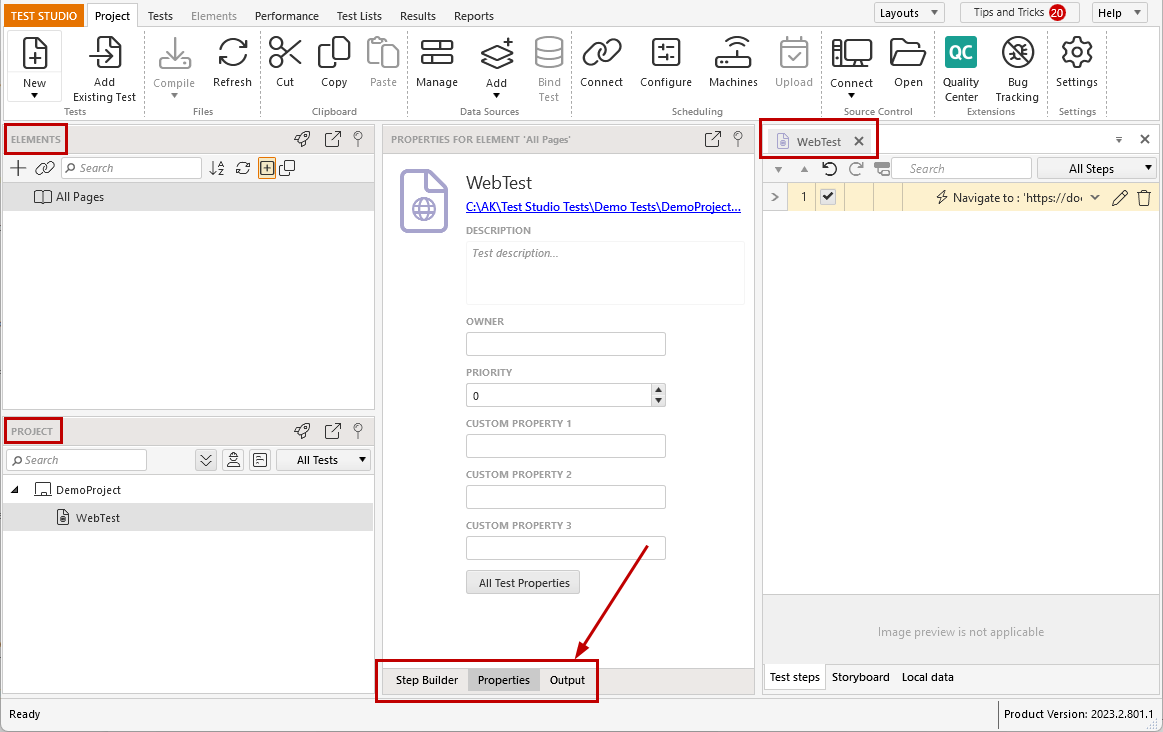 TEST STUDIO Project Tests Elements Performance Test Lists Results Reports Layouts Tips and Tricks 20 Help
New Add Existing Test Compile Refresh Cut Copy Paste Manage Add Bind Test Connect Configure Machines Upload Connect Open QC Quality Center Bug Tracking Settings
Tests Files Clipboard Data Sources Scheduling Source Control Extensions Settings
ELEMENTS
Search
All Pages
PROJECT
Search All Tests
DemoProject
WebTest
PROPERTIES FOR ELEMENT 'All Pages'
WebTest
C:\AK\Test Studio Tests\Demo Tests\DemoProject...
DESCRIPTION
Test description...
OWNER
PRIORITY
0
CUSTOM PROPERTY 1
CUSTOM PROPERTY 2
CUSTOM PROPERTY 3
All Test Properties
Step Builder Properties Output
WebTest
Search All Steps
1 Navigate to : 'https://doc
Image preview is not applicable
Test steps Storyboard Local data
Ready Product Version: 2023.2.801.1